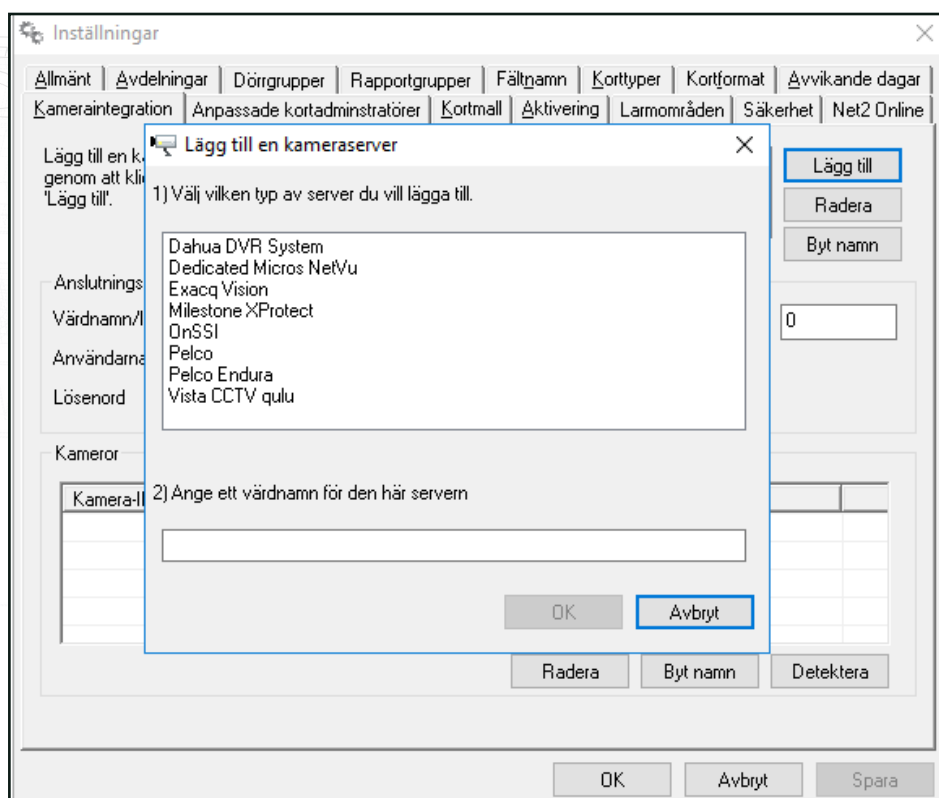 Inställningar
Allmänt Avdelningar Dörrgrupper Rapportgrupper Fältnamn Korttyper Kortformat Avvikande dagar
Kameraintegration Anpassade kortadminstratörer Kortmall Aktivering Larmområden Säkerhet Net2 Online
Lägg till en k
genom att kli
'Lägg till'.
Lägg till
Radera
Byt namn
Anslutnings
Värdnamn/I
0
Användarna
Lösenord
Kameror
Kamera-II
Lägg till en kameraserver
1) Välj vilken typ av server du vill lägga till.
Dahua DVR System
Dedicated Micros NetVu
Exacq Vision
Milestone XProtect
OnSSI
Pelco
Pelco Endura
Vista CCTV qulu
2) Ange ett värdnamn för den här servern
OK Avbryt
Radera Byt namn Detektera
OK Avbryt Spara